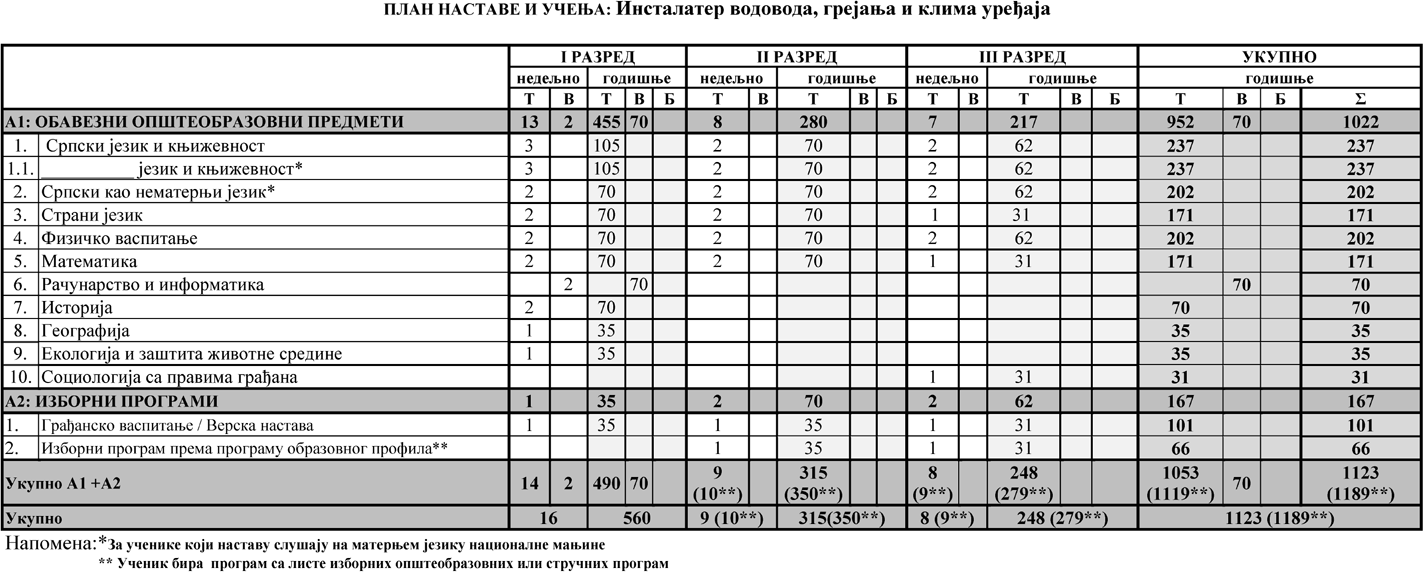 ПЛАН НАСТАВЕ И УЧЕЊА: Инсталатер водовода, грејања и клима уређаја
I РАЗРЕД II РАЗРЕД III РАЗРЕД УКУПНО
недељно годишње недељно годишње недељно годишње годишње
Т В Т В Б Т В Т В Б Т В Т В Б Т В Б Σ
А1: ОБАВЕЗНИ ОПШТЕОБРАЗОВНИ ПРЕДМЕТИ 13 2 455 70 8 280 7 217 952 70 1022
1. Српски језик и књижевност 3 105 2 70 2 62 237 237
1.1. __________ језик и књижевност* 3 105 2 70 2 62 237 237
2. Српски као нематерњи језик* 2 70 2 70 2 62 202 202
3. Страни језик 2 70 2 70 1 31 171 171
4. Физичко васпитање 2 70 2 70 2 62 202 202
5. Математика 2 70 2 70 1 31 171 171
6. Рачунарство и информатика 2 70 70 70
7. Историја 2 70 70 70
8. Географија 1 35 35 35
9. Екологија и заштита животне средине 1 35 35 35
10. Социологија са правима грађана 1 31 31 31
А2: ИЗБОРНИ ПРОГРАМИ 1 35 2 70 2 62 167 167
1. Грађанско васпитање / Верска настава 1 35 1 35 1 31 101 101
2. Изборни програм према програму образовног профила** 1 35 1 31 66 66
Укупно А1 +А2 14 2 490 70 9 (10**) 315 (350**) 8 (9**) 248 (279**) 1053 (1119**) 70 1123 (1189**)
Укупно 16 560 9 (10**) 315(350**) 8 (9**) 248 (279**) 1123 (1189**)
Напомена:*За ученике који наставу слушају на матерњем језику националне мањине
** Ученик бира програм са листе изборних општеобразовних или стручних програм